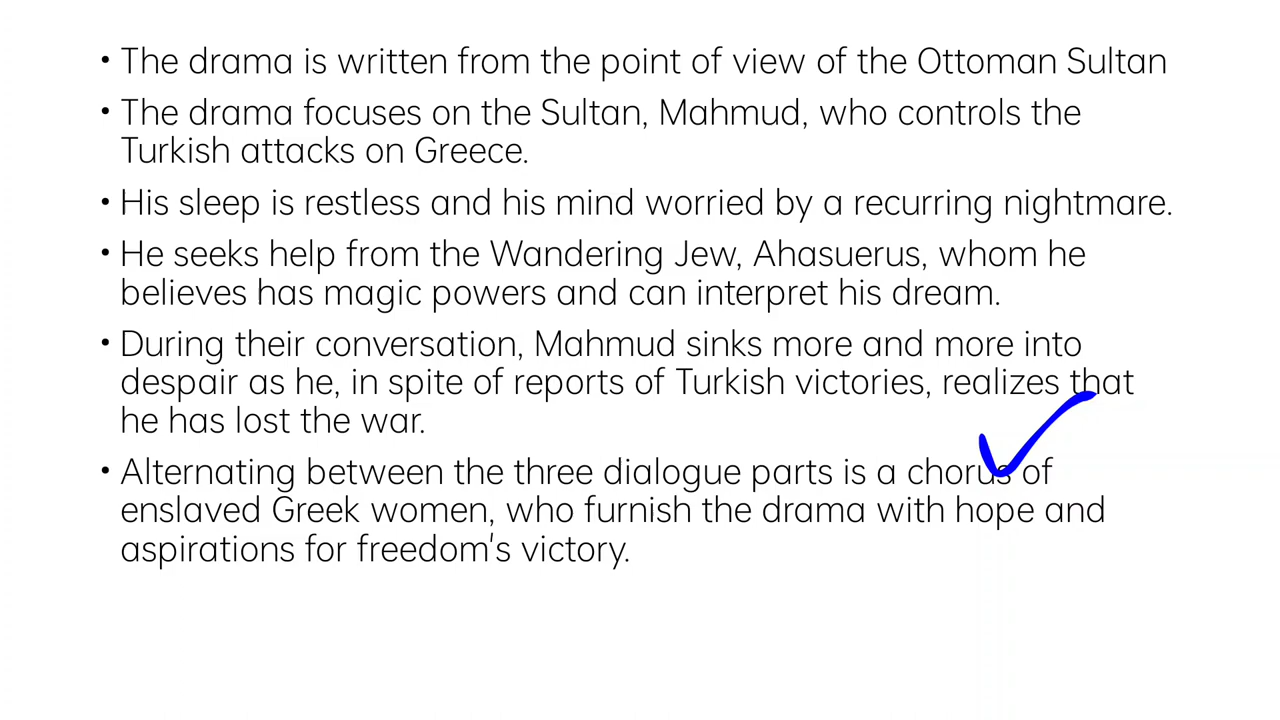 • The drama is written from the point of view of the Ottoman Sultan
• The drama focuses on the Sultan, Mahmud, who controls the
Turkish attacks on Greece.
• His sleep is restless and his mind worried by a recurring nightmare.
• He seeks help from the Wandering Jew, Ahasuerus, whom he
believes has magic powers and can interpret his dream.
• During their conversation, Mahmud sinks more and more into
despair as he, in spite of reports of Turkish victories, realizes that
he has lost the war.
• Alternating between the three dialogue parts is a chorus of
enslaved Greek women, who furnish the drama with hope and
aspirations for freedom's victory.